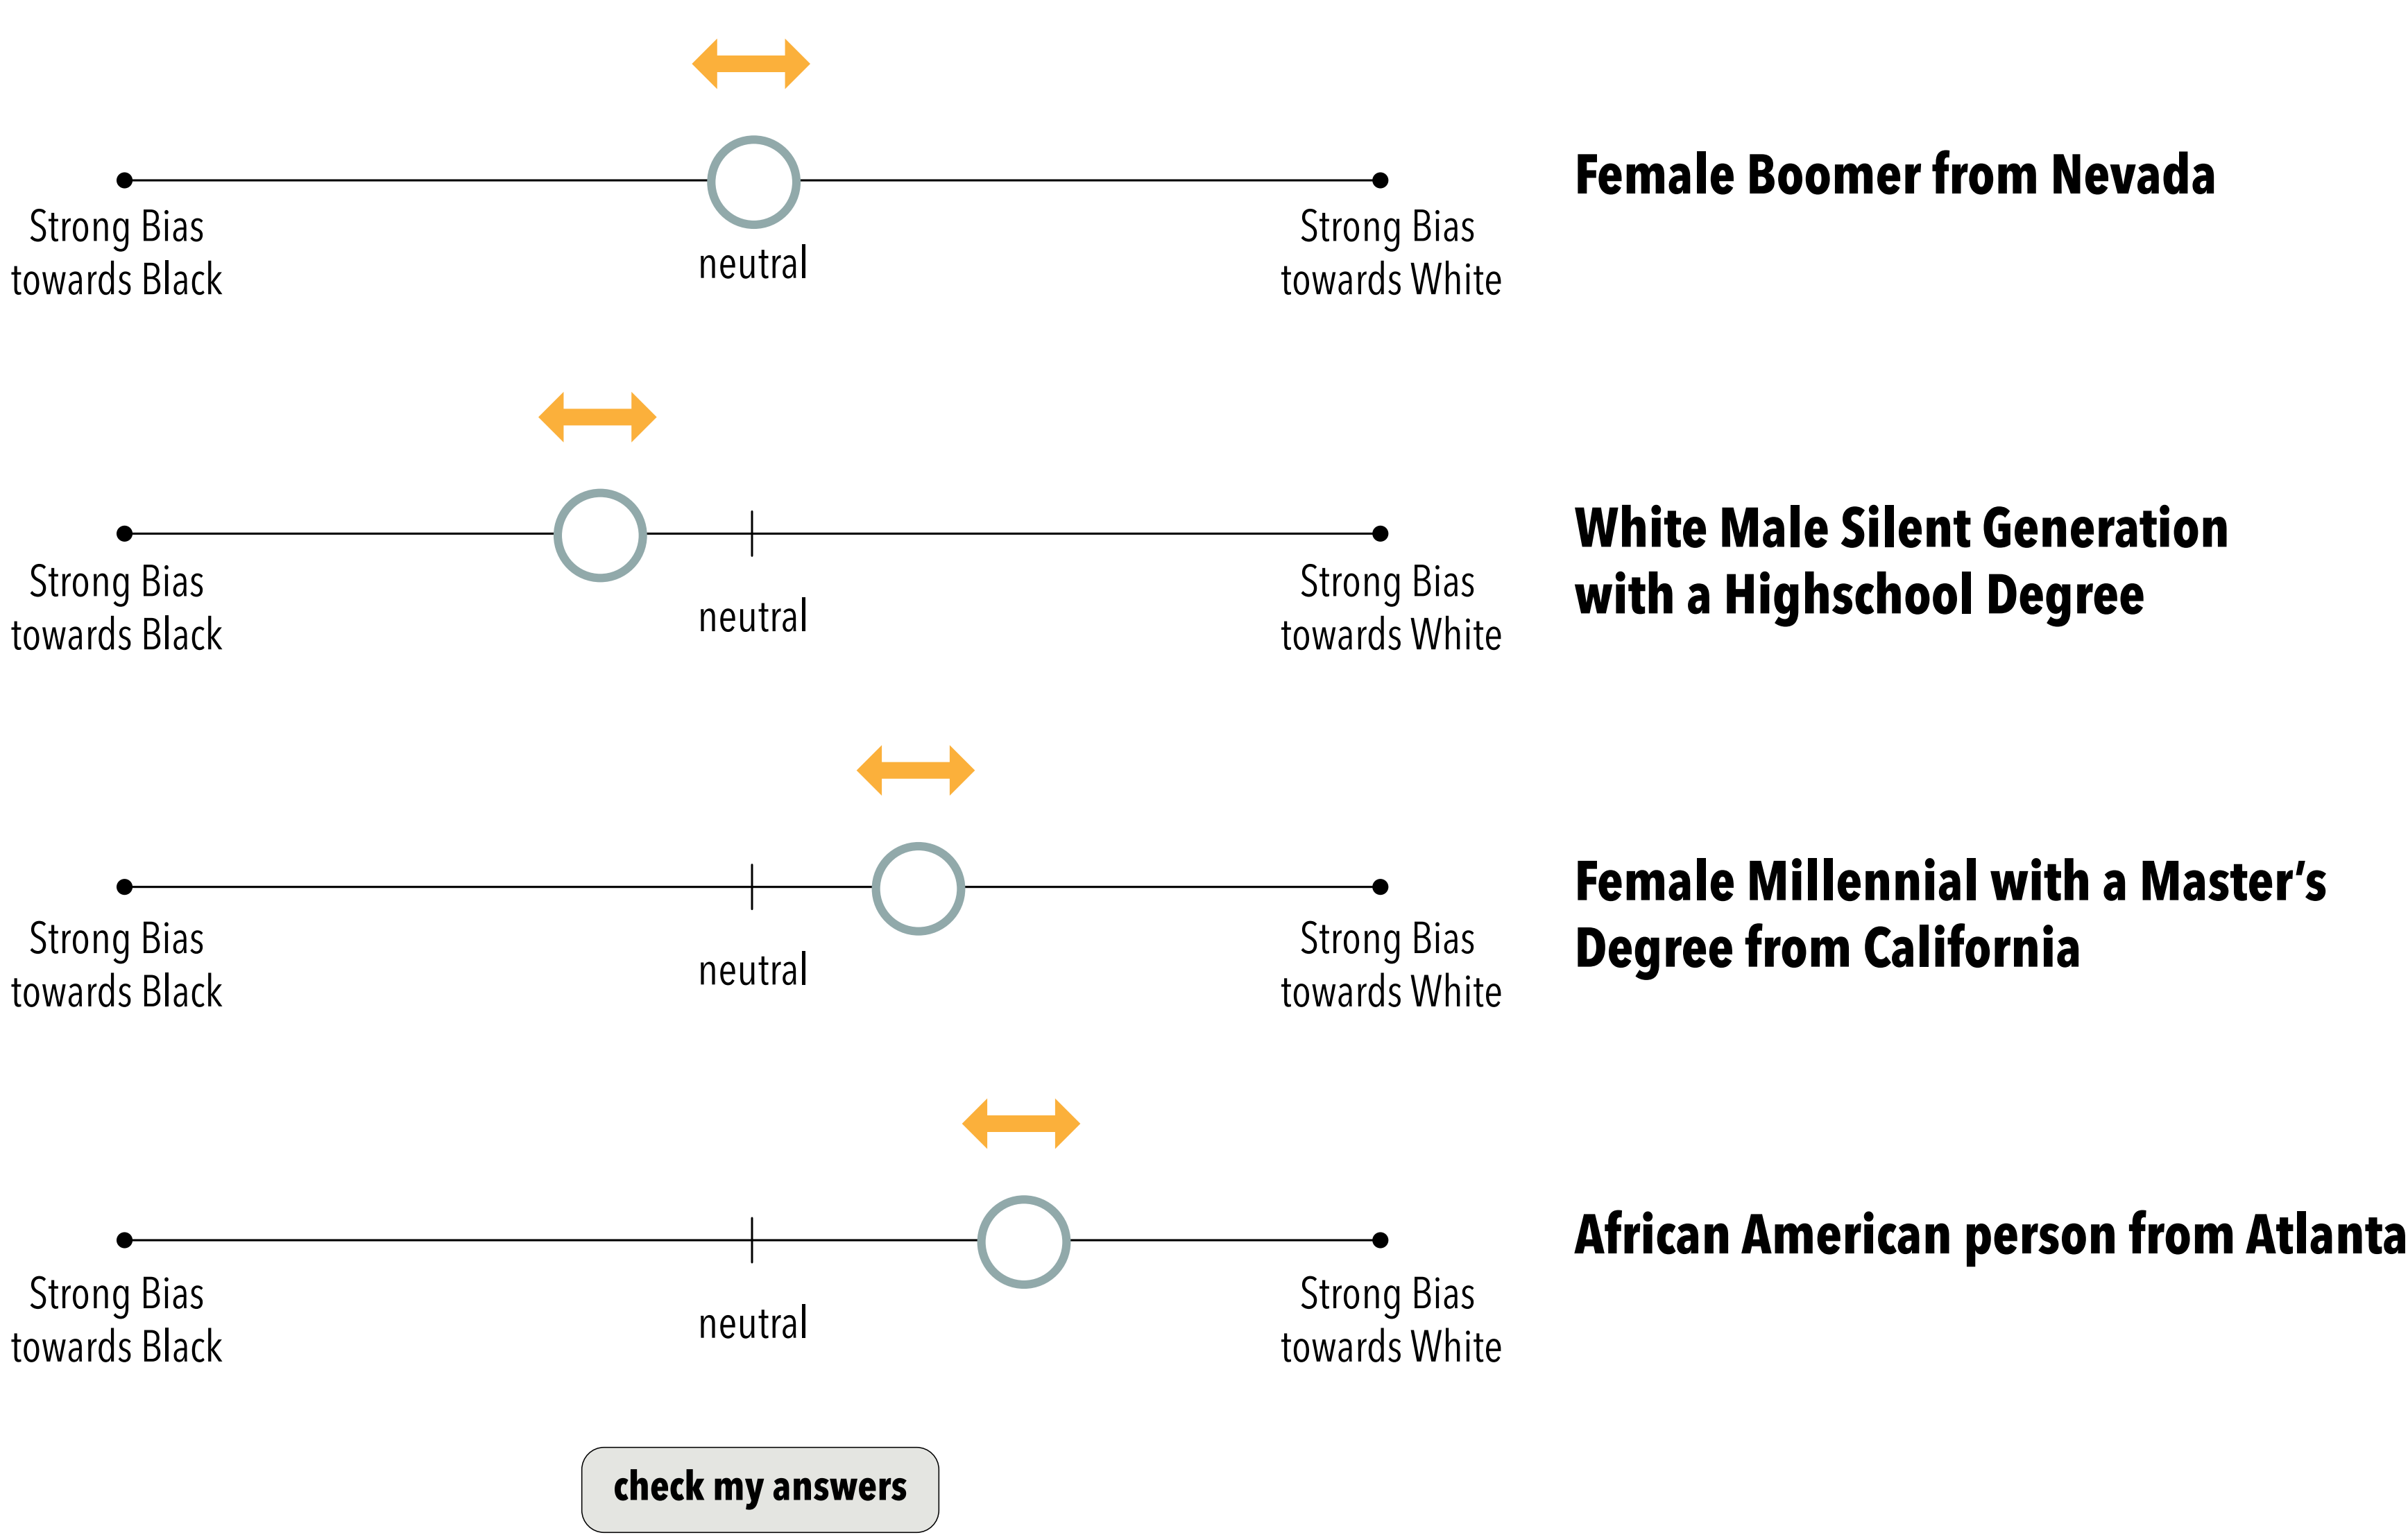 Female Boomer from Nevada
Strong Bias
towards Black
neutral
Strong Bias
towards White
White Male Silent Generation
with a Highschool Degree
Strong Bias
towards Black
neutral
Strong Bias
towards White
Female Millennial with a Master’s
Degree from California
Strong Bias
towards Black
neutral
Strong Bias
towards White
African American person from Atlanta
Strong Bias
towards Black
neutral
Strong Bias
towards White
check my answers